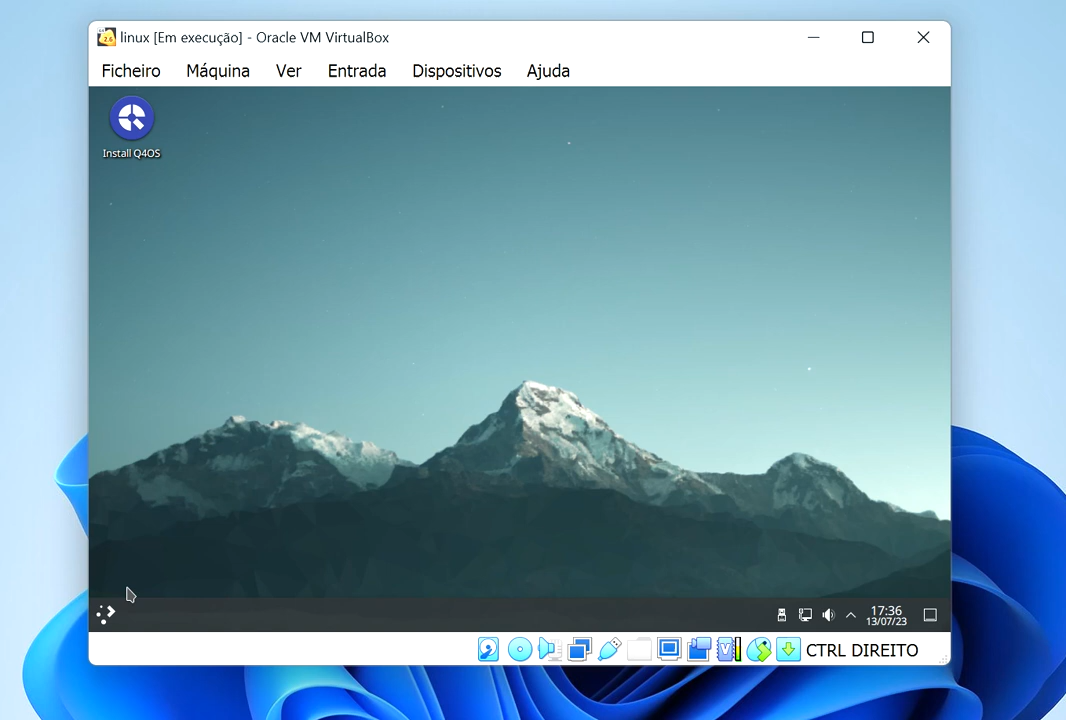 linux [Em execução] - Oracle VM VirtualBox
Ficheiro Máquina Ver Entrada Dispositivos Ajuda
Install Q4OS
17:36
13/07/23
CTRL DIREITO